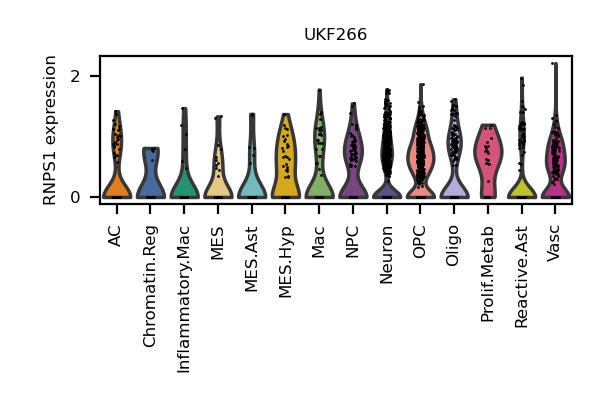 UKF266
RNPS1 expression
2
0
AC
Chromatin.Reg
Inflammatory.Mac
MES
MES.Ast
MES.Hyp
Mac
NPC
Neuron
OPC
Oligo
Prolif.Metab
Reactive.Ast
Vasc